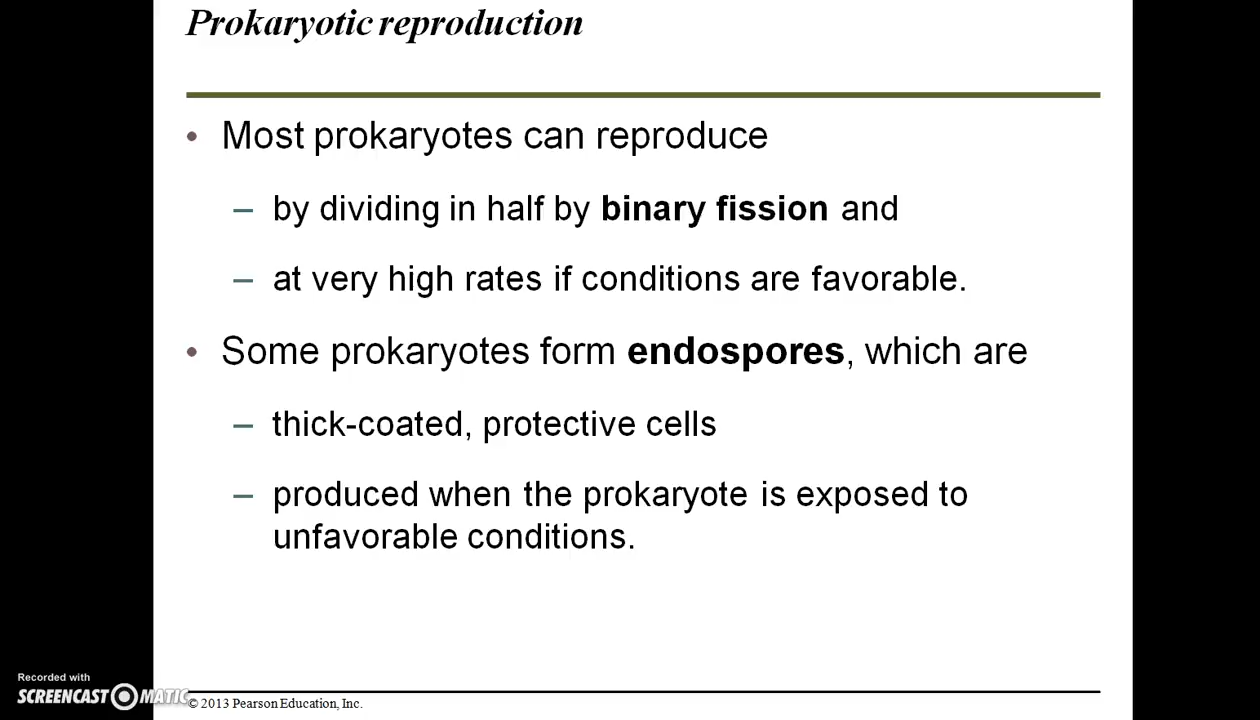 Prokaryotic reproduction
• Most prokaryotes can reproduce
– by dividing in half by binary fission and
– at very high rates if conditions are favorable.
• Some prokaryotes form endospores, which are
– thick-coated, protective cells
– produced when the prokaryote is exposed to
unfavorable conditions.
Recorded with
SCREENCAST MATIC
© 2013 Pearson Education, Inc.